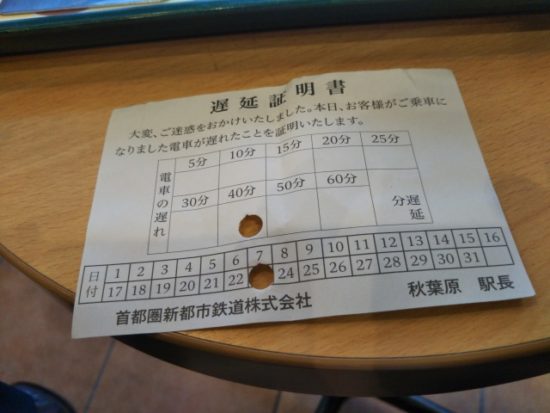 遅延証明書
大変、ご迷惑をおかけいたしました。本日、お客様がご乗車に
なりました電車が遅れたことを証明いたします。
電車の遅れ
5分 10分 15分 20分 25分
30分 40分 50分 60分 分遅延
日付
1 2 3 4 5 6 7 8 9 10 11 12 13 14 15 16
17 18 19 20 21 22 24 25 26 27 28 29 30 31
首都圏新都市鉄道株式会社 秋葉原 駅長